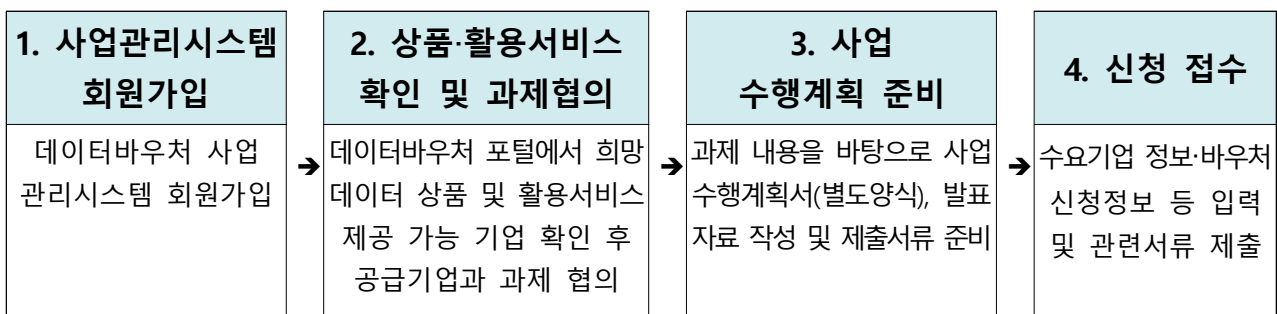 1. 사업관리시스템
회원가입
데이터바우처 사업
관리시스템 회원가입
➔
2. 상품·활용서비스
확인 및 과제협의
데이터바우처 포털에서 희망
데이터 상품 및 활용서비스
제공 가능 기업 확인 후
공급기업과 과제 협의
➔
3. 사업
수행계획 준비
과제 내용을 바탕으로 사업
수행계획서(별도양식), 발표
자료 작성 및 제출서류 준비
➔
4. 신청 접수
수요기업 정보·바우처
신청정보 등 입력
및 관련서류 제출